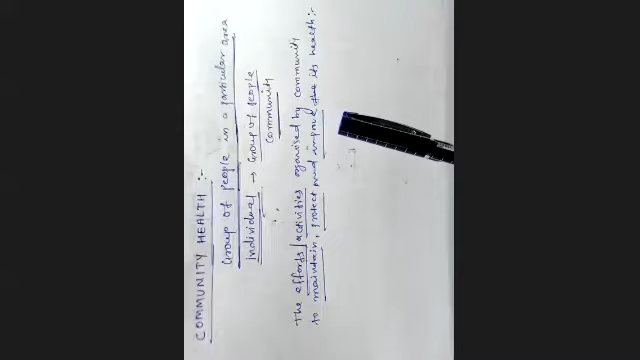 COMMUNITY HEALTH :-
Group of people in a particular area
Individual → Group of people
community
The efforts / activities organised by community
to maintain, protect and improve the its health:-